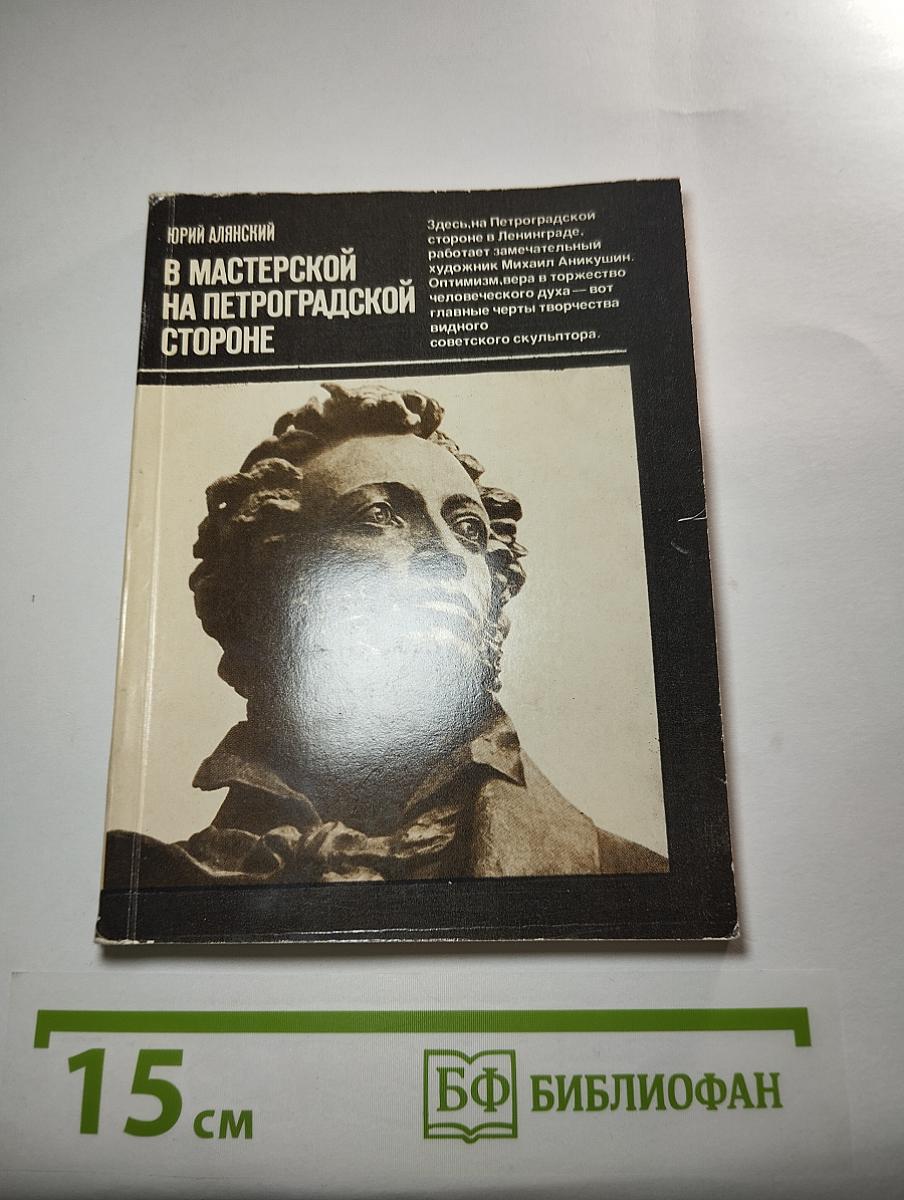 ЮРИЙ АЛЯНСКИЙ
В МАСТЕРСКОЙ
НА ПЕТРОГРАДСКОЙ
СТОРОНЕ
Здесь, на Петроградской
стороне в Ленинграде,
работает замечательный
художник Михаил Аникушин.
Оптимизм, вера в торжество
человеческого духа — вот
главные черты творчества
видного
советского скульптора.
15 см
БФ БИБЛИОФАН